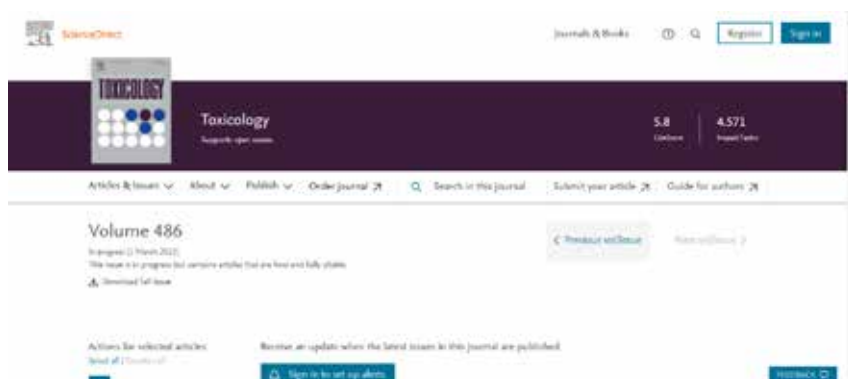 ScienceDirect
Journals & Books
Register
Sign in
TOXICOLOGY
Toxicology
Supports open access
5.8
CiteScore
4.571
Impact Factor
Articles & Issues
About
Publish
Order journal
Search in this journal
Submit your article
Guide for authors
Volume 486
In progress
This issue is in progress but contains articles that are final and fully citable.
Download full issue
Previous vol/issue
Next vol/issue
Actions for selected articles
Select all
Receive an update when the latest issues in this journal are published
Sign in to set up alerts
FEEDBACK